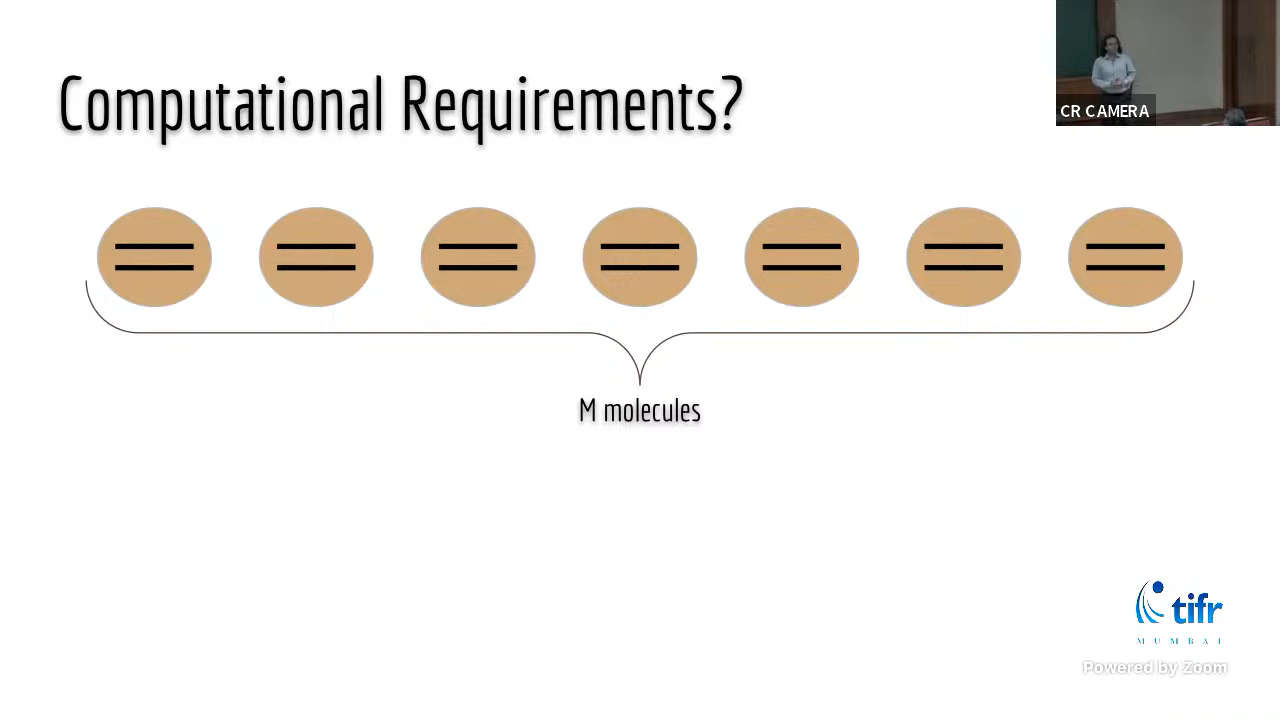 Computational Requirements?
CR CAMERA
M molecules
tifr
MUMBAI
Powered by Zoom